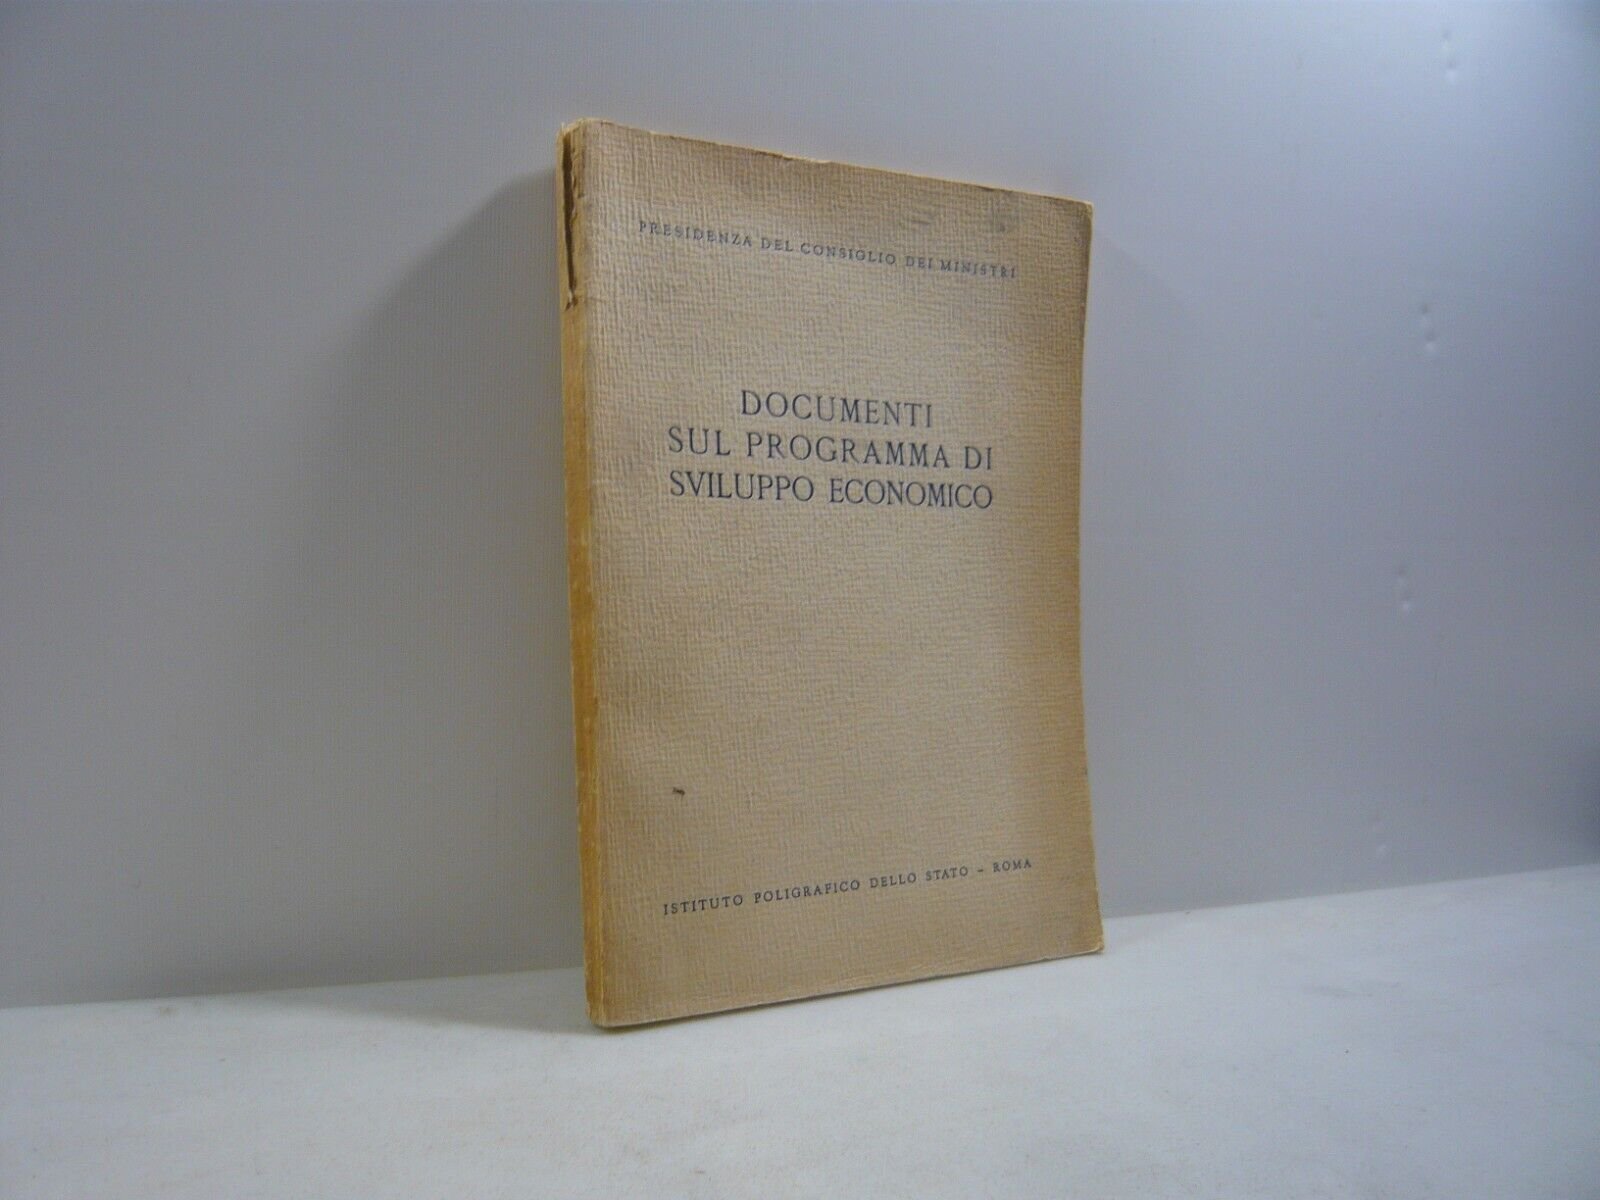 PRESIDENZA DEL CONSIGLIO DEI MINISTRI
DOCUMENTI
SUL PROGRAMMA DI
SVILUPPO ECONOMICO
ISTITUTO POLIGRAFICO DELLO STATO – ROMA